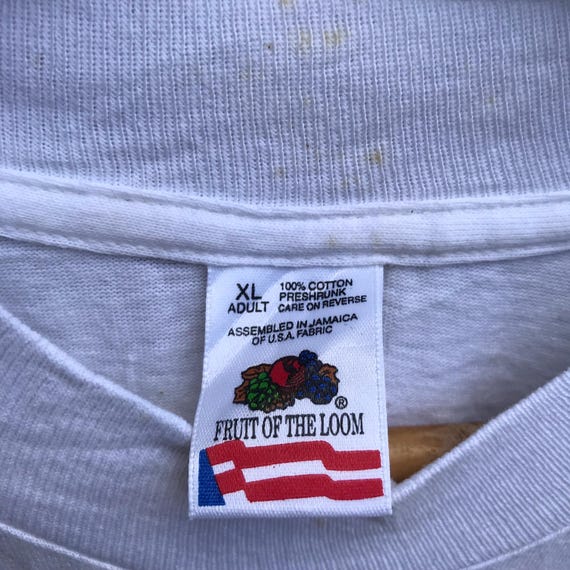 XL 100% COTTON
ADULT PRESHRUNK
CARE ON REVERSE
ASSEMBLED IN JAMAICA
OF U.S.A. FABRIC
®
FRUIT OF THE LOOM